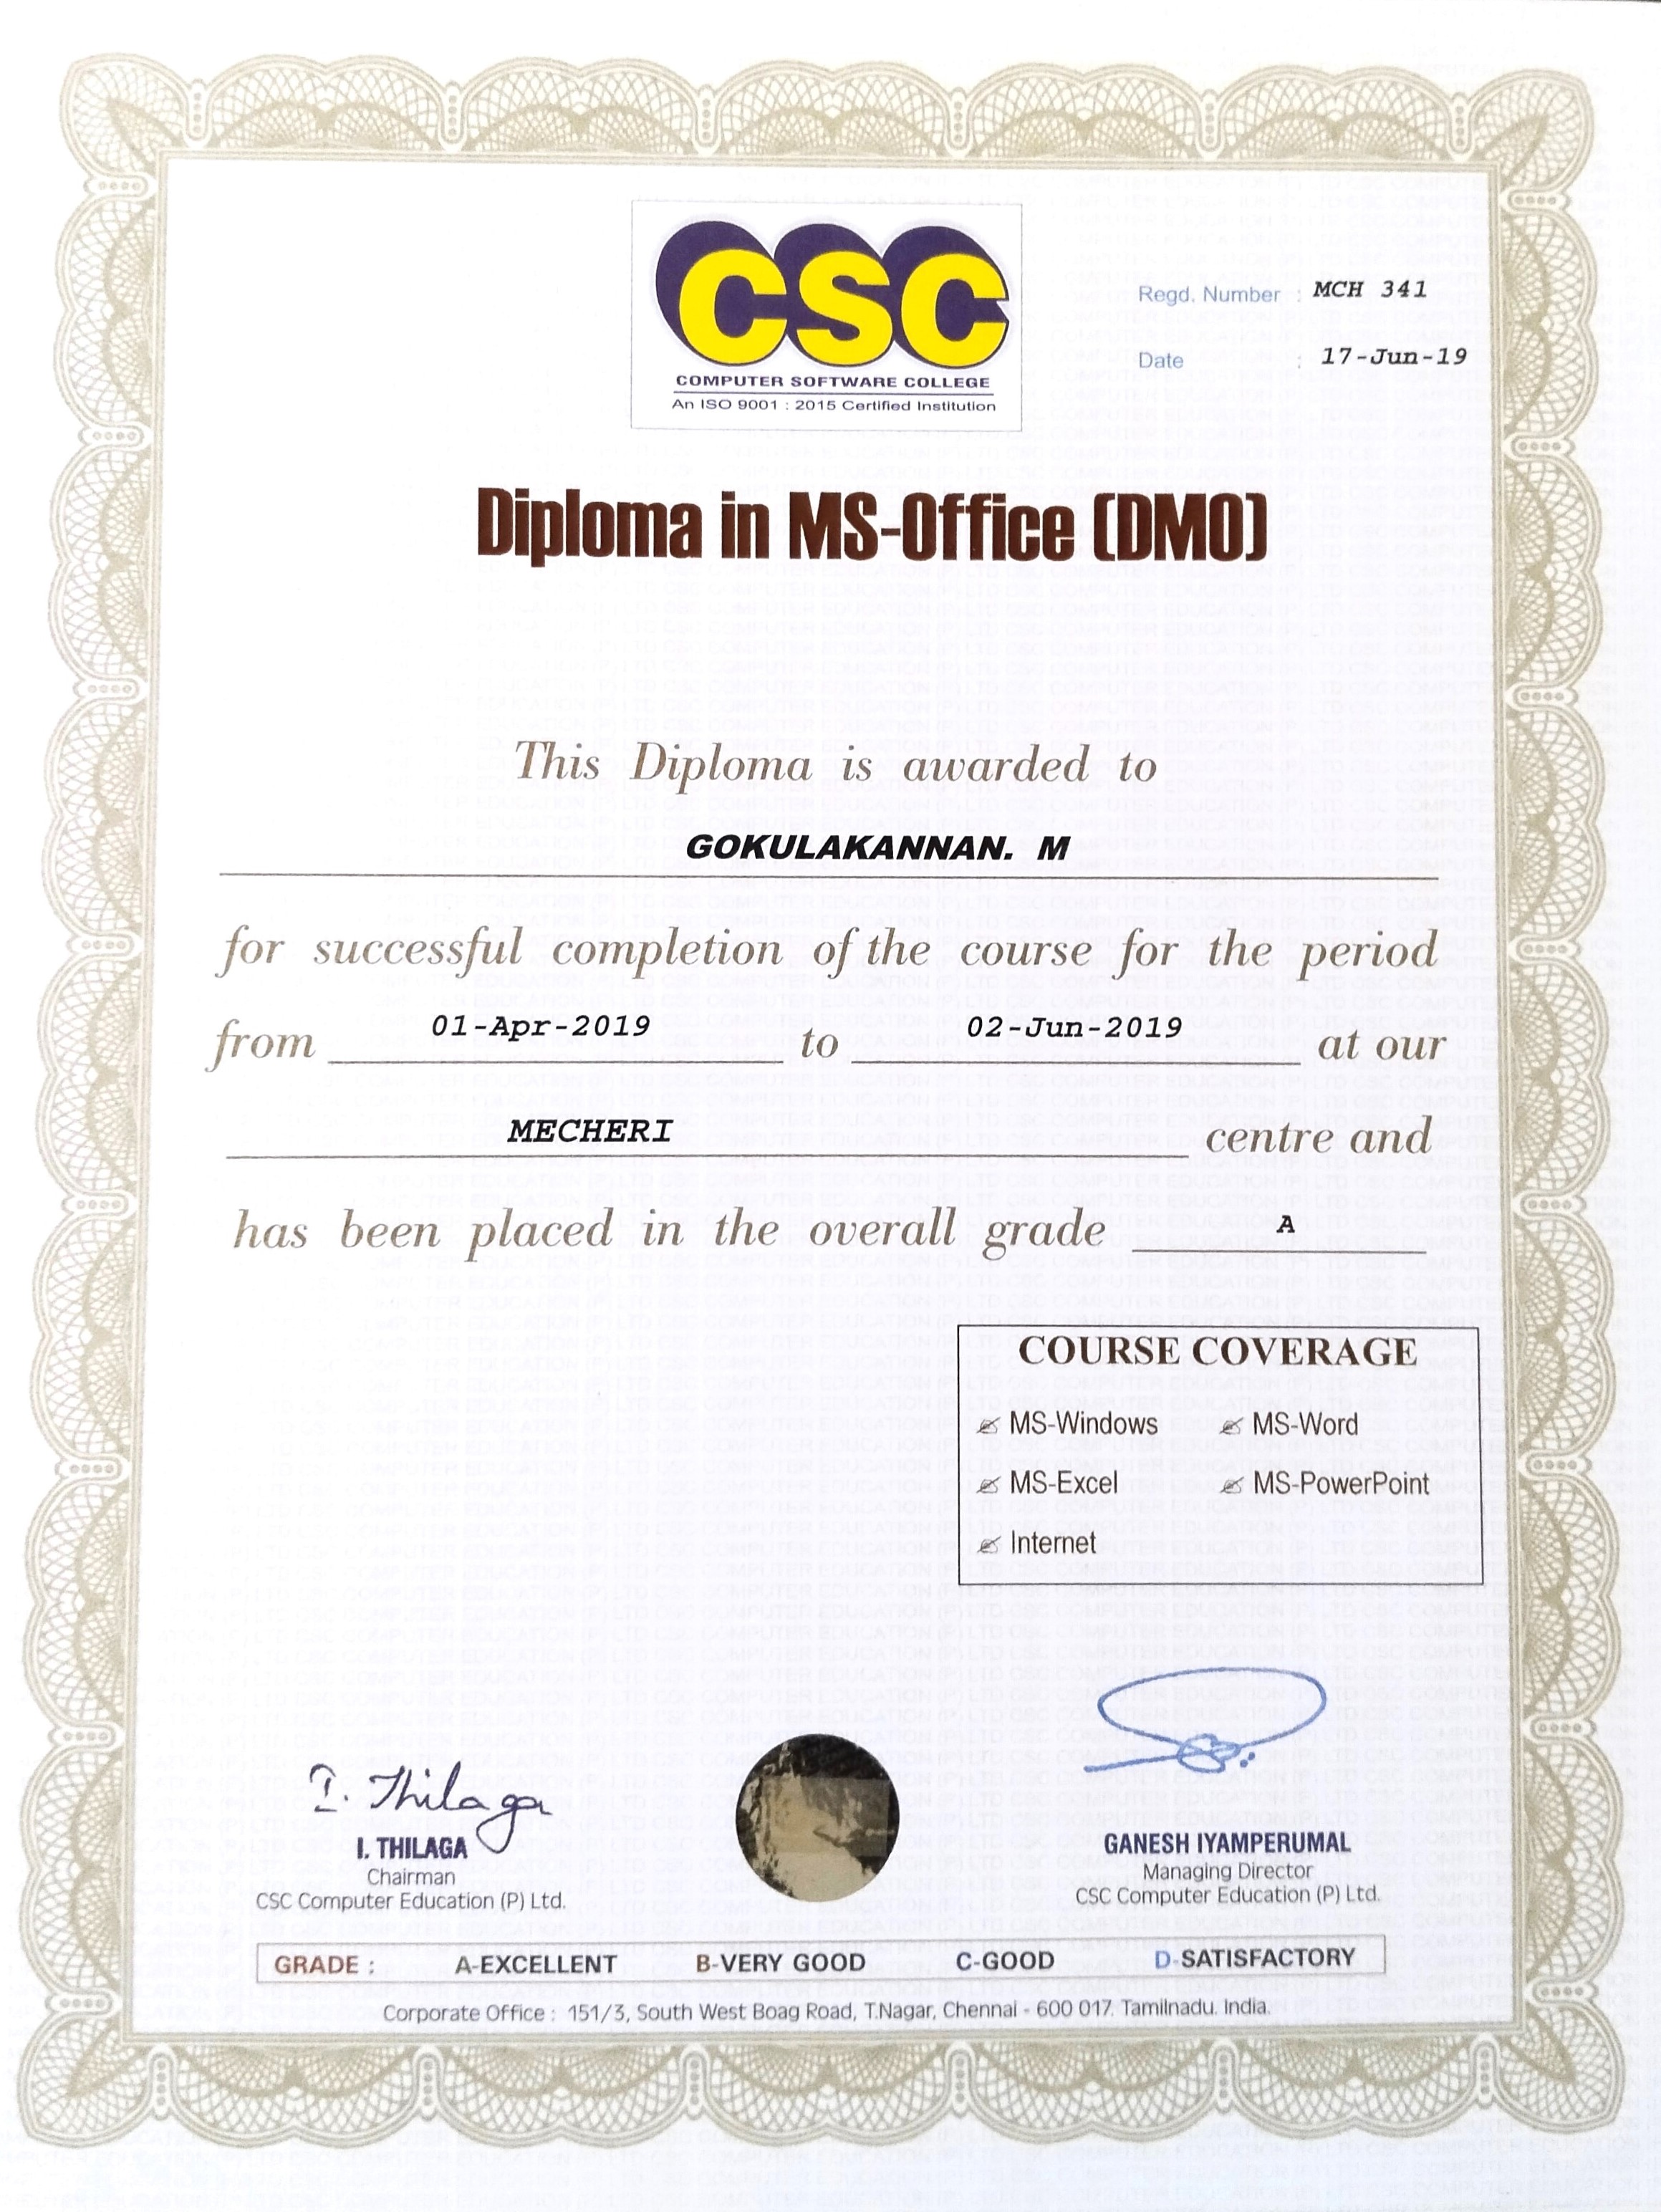 CSC
COMPUTER SOFTWARE COLLEGE
An ISO 9001 : 2015 Certified Institution
Regd. Number : MCH 341
Date : 17-Jun-19
Diploma in MS-Office (DMO)
This Diploma is awarded to
GOKULAKANNAN. M
for successful completion of the course for the period
from 01-Apr-2019 to 02-Jun-2019 at our
MECHERI centre and
has been placed in the overall grade A
COURSE COVERAGE
MS-Windows MS-Word
MS-Excel MS-PowerPoint
Internet
I. Thilaga
I. THILAGA
Chairman
CSC Computer Education (P) Ltd.
GANESH IYAMPERUMAL
Managing Director
CSC Computer Education (P) Ltd.
GRADE : A-EXCELLENT B-VERY GOOD C-GOOD D-SATISFACTORY
Corporate Office : 151/3, South West Boag Road, T.Nagar, Chennai - 600 017. Tamilnadu. India.